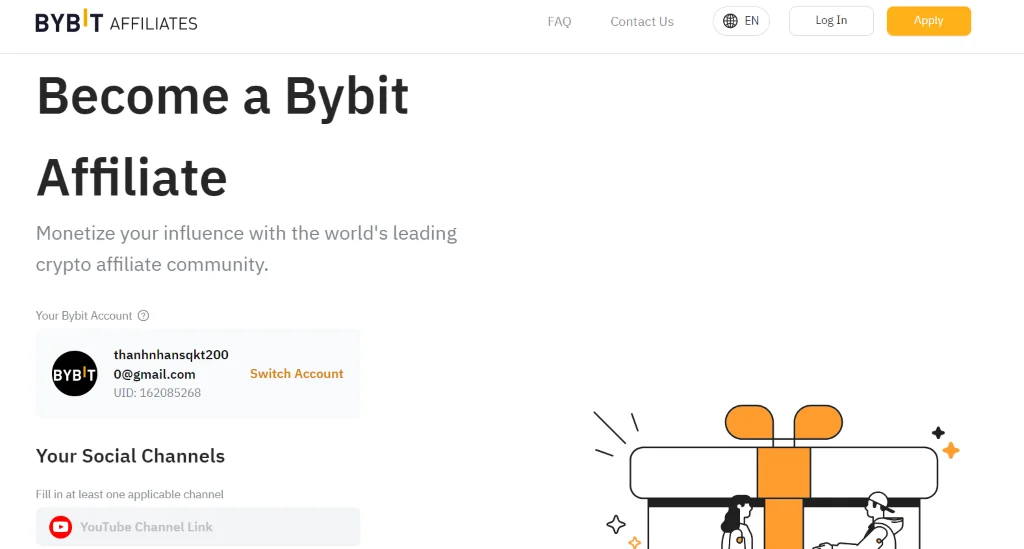 BYBIT AFFILIATES
FAQ
Contact Us
EN
Log In
Apply
Become a Bybit
Affiliate
Monetize your influence with the world's leading
crypto affiliate community.
Your Bybit Account ?
BYBIT
thanhnhansqkt200
0@gmail.com
UID: 162085268
Switch Account
Your Social Channels
Fill in at least one applicable channel
YouTube Channel Link